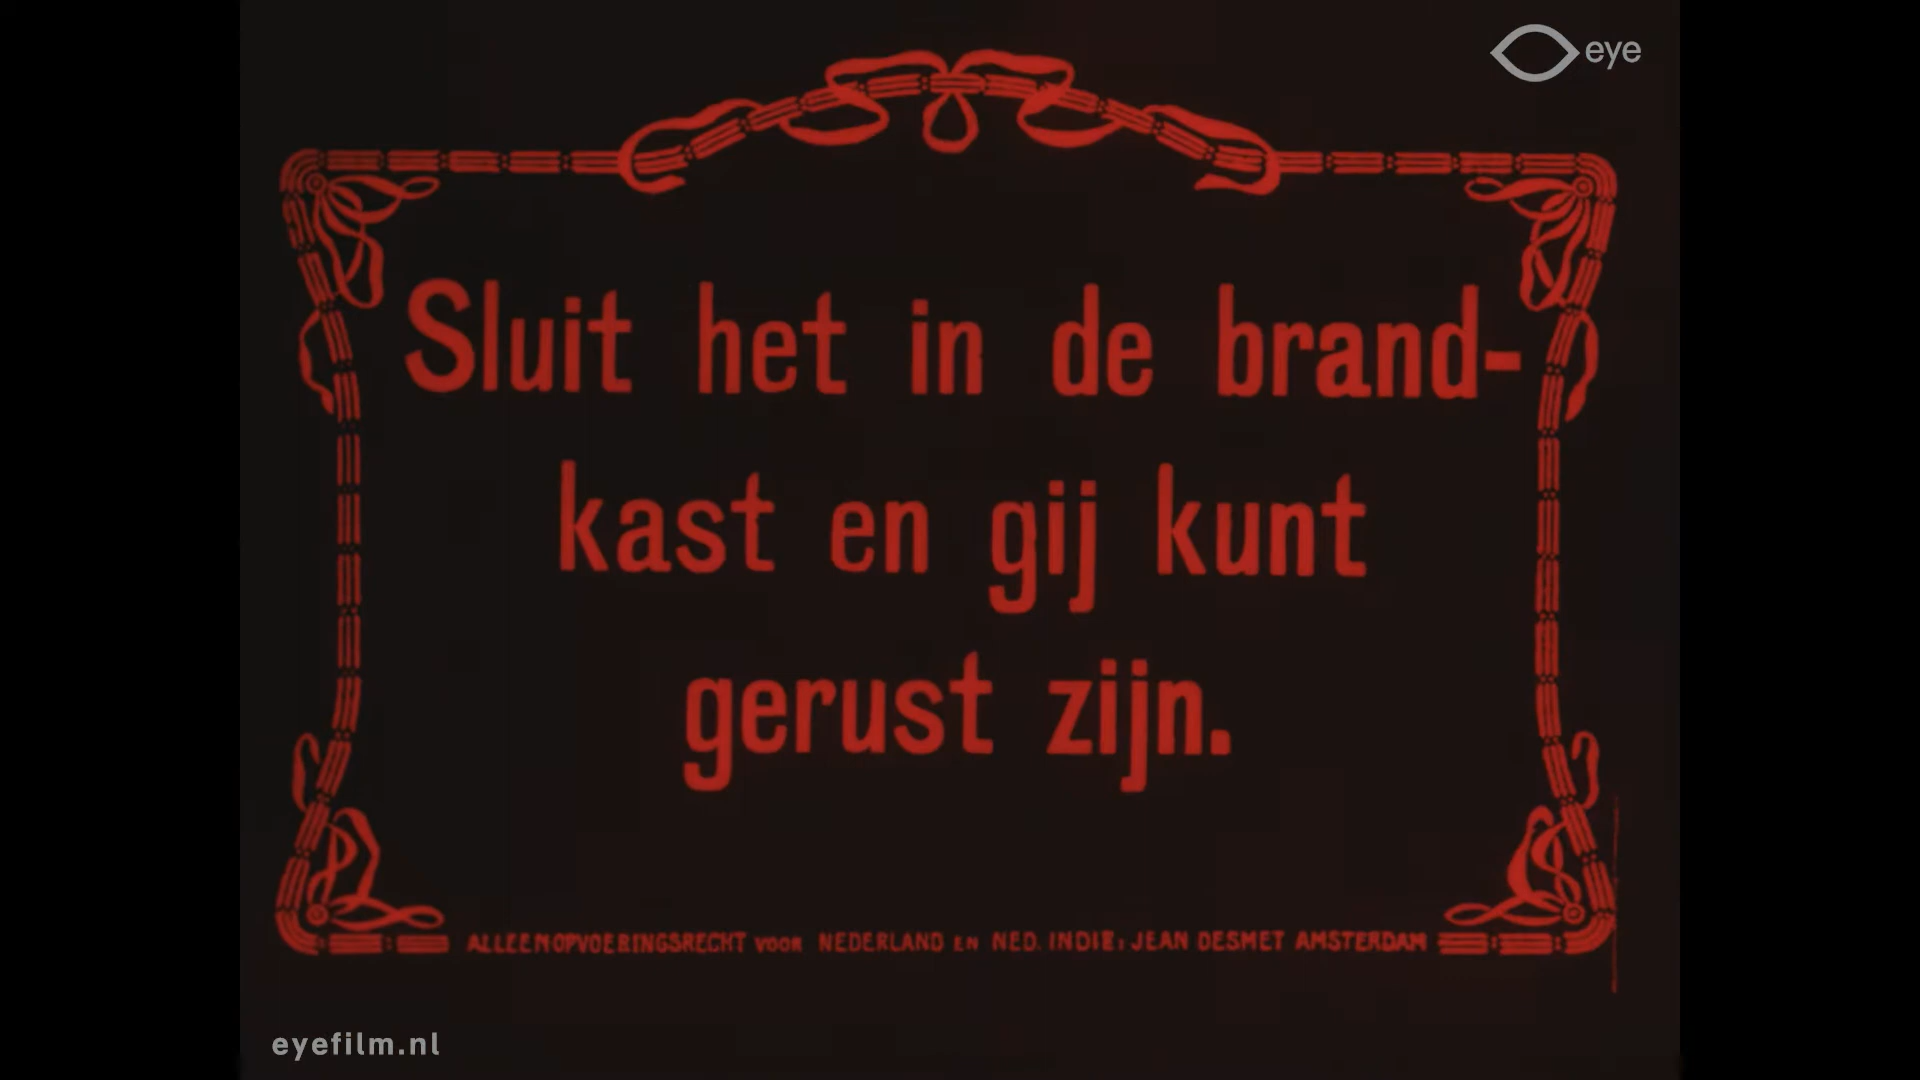 eye
Sluit het in de brand-
kast en gij kunt
gerust zijn.
ALLEENOPVOERINGSRECHT VOOR NEDERLAND EN NED. INDIE: JEAN DESMET AMSTERDAM
eyefilm.nl